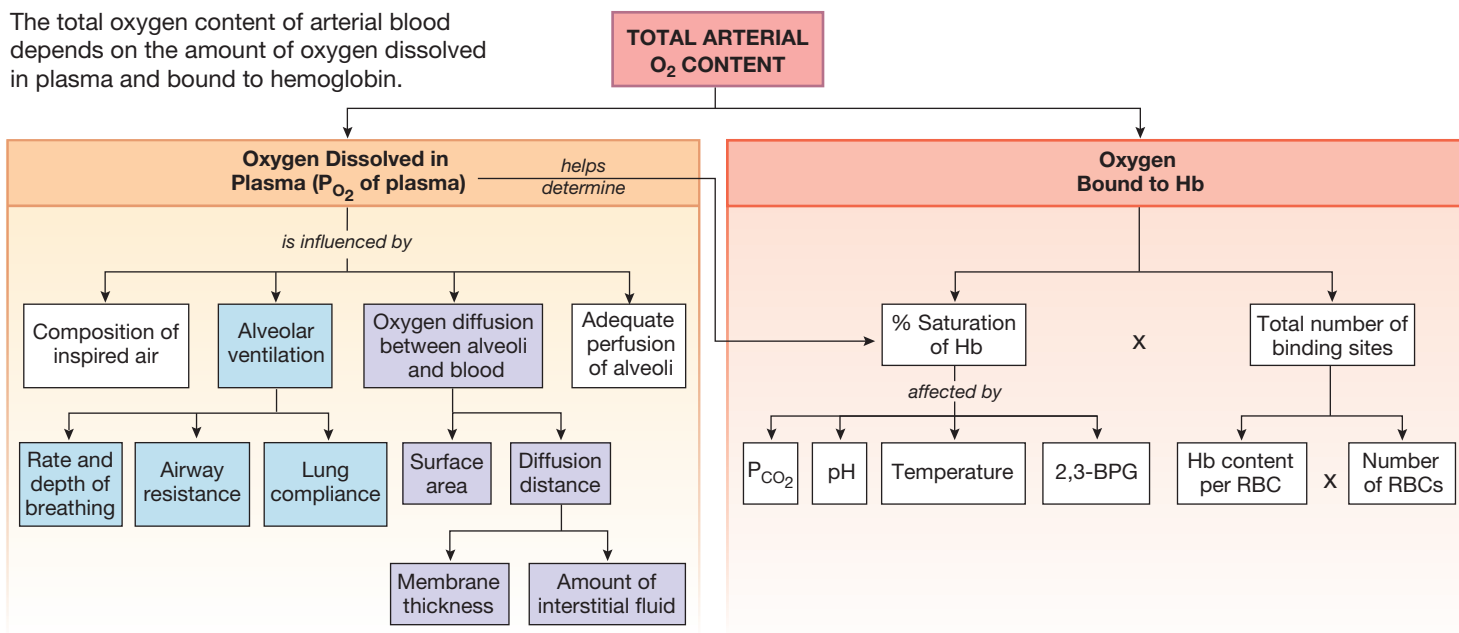 The total oxygen content of arterial blood
depends on the amount of oxygen dissolved
in plasma and bound to hemoglobin.
TOTAL ARTERIAL
O₂ CONTENT
Oxygen Dissolved in
Plasma (P_O₂ of plasma)
helps
determine
Oxygen
Bound to Hb
is influenced by
Composition of
inspired air
Alveolar
ventilation
Oxygen diffusion
between alveoli
and blood
Adequate
perfusion
of alveoli
% Saturation
of Hb
x
Total number of
binding sites
affected by
Rate and
depth of
breathing
Airway
resistance
Lung
compliance
Surface
area
Diffusion
distance
P_CO₂
pH
Temperature
2,3-BPG
Hb content
per RBC
x
Number
of RBCs
Membrane
thickness
Amount of
interstitial fluid